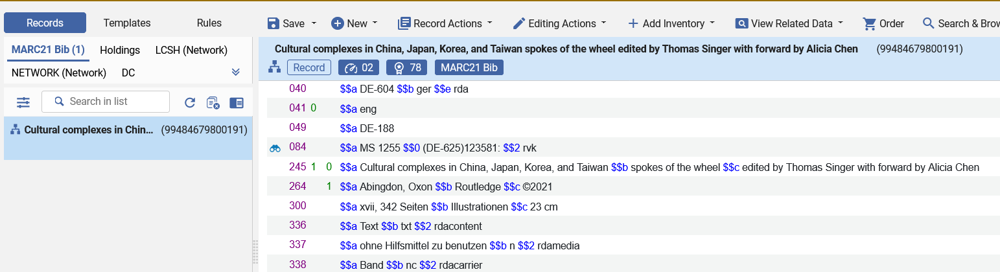 Records Templates Rules Save New Record Actions Editing Actions Add Inventory View Related Data Order Search & Brow
MARC21 Bib (1) Holdings LCSH (Network)
NETWORK (Network) DC
Search in list
Cultural complexes in Chin... (99484679800191)
Cultural complexes in China, Japan, Korea, and Taiwan spokes of the wheel edited by Thomas Singer with forward by Alicia Chen (99484679800191)
Record 02 78 MARC21 Bib
040 $$a DE-604 $$b ger $$e rda
041 0 $$a eng
049 $$a DE-188
084 $$a MS 1255 $$0 (DE-625)123581: $$2 rvk
245 1 0 $$a Cultural complexes in China, Japan, Korea, and Taiwan $$b spokes of the wheel $$c edited by Thomas Singer with forward by Alicia Chen
264 1 $$a Abingdon, Oxon $$b Routledge $$c ©2021
300 $$a xvii, 342 Seiten $$b Illustrationen $$c 23 cm
336 $$a Text $$b txt $$2 rdacontent
337 $$a ohne Hilfsmittel zu benutzen $$b n $$2 rdamedia
338 $$a Band $$b nc $$2 rdacarrier